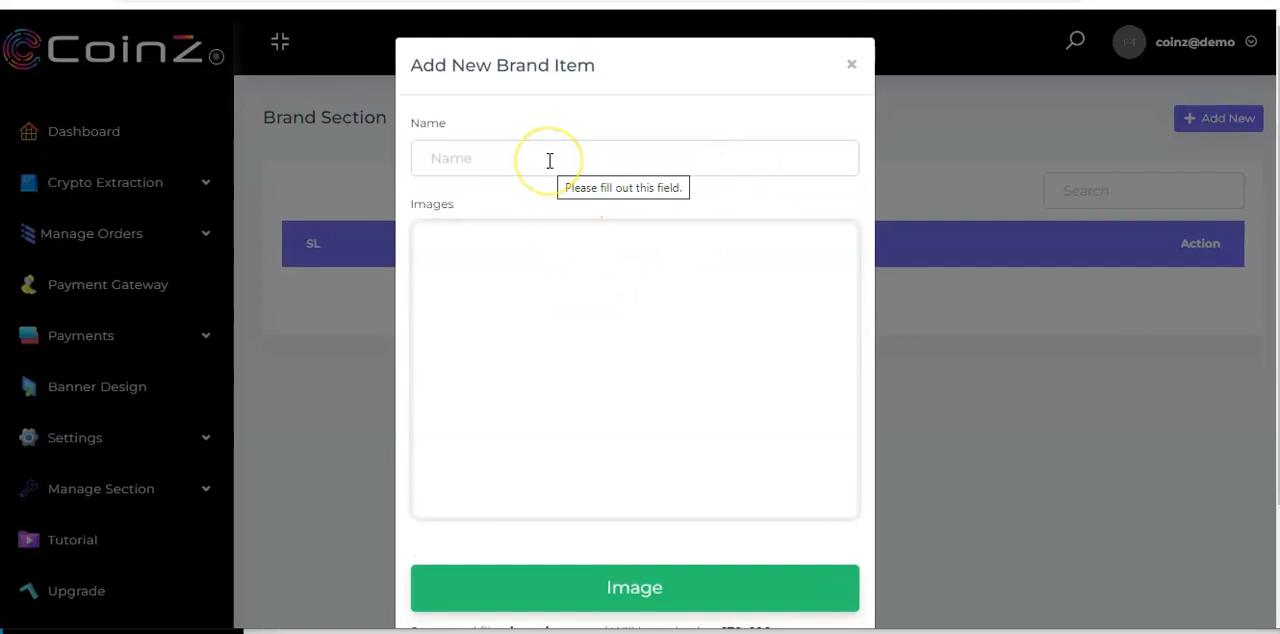 CoinZ ®
coinz@demo
Add New Brand Item
×
Dashboard
Crypto Extraction
Manage Orders
Payment Gateway
Payments
Banner Design
Settings
Manage Section
Tutorial
Upgrade
Brand Section
+ Add New
Search
SL
Action
Name
Name
Please fill out this field.
Images
Image